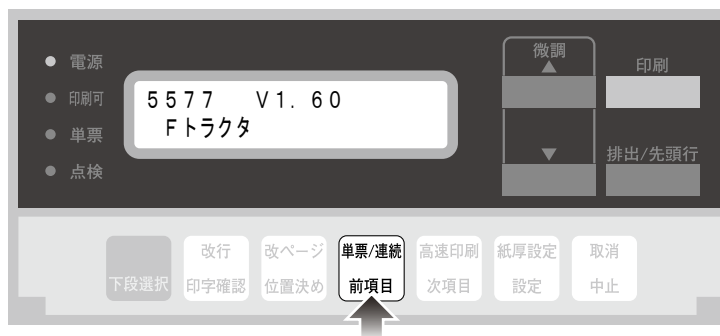 電源
印刷可
単票
点検
5577 V1.60
Fトラクタ
微調
▲
▼
印刷
排出/先頭行
下段選択
改行
印字確認
改ページ
位置決め
単票/連続
前項目
高速印刷
次項目
紙厚設定
設定
取消
中止